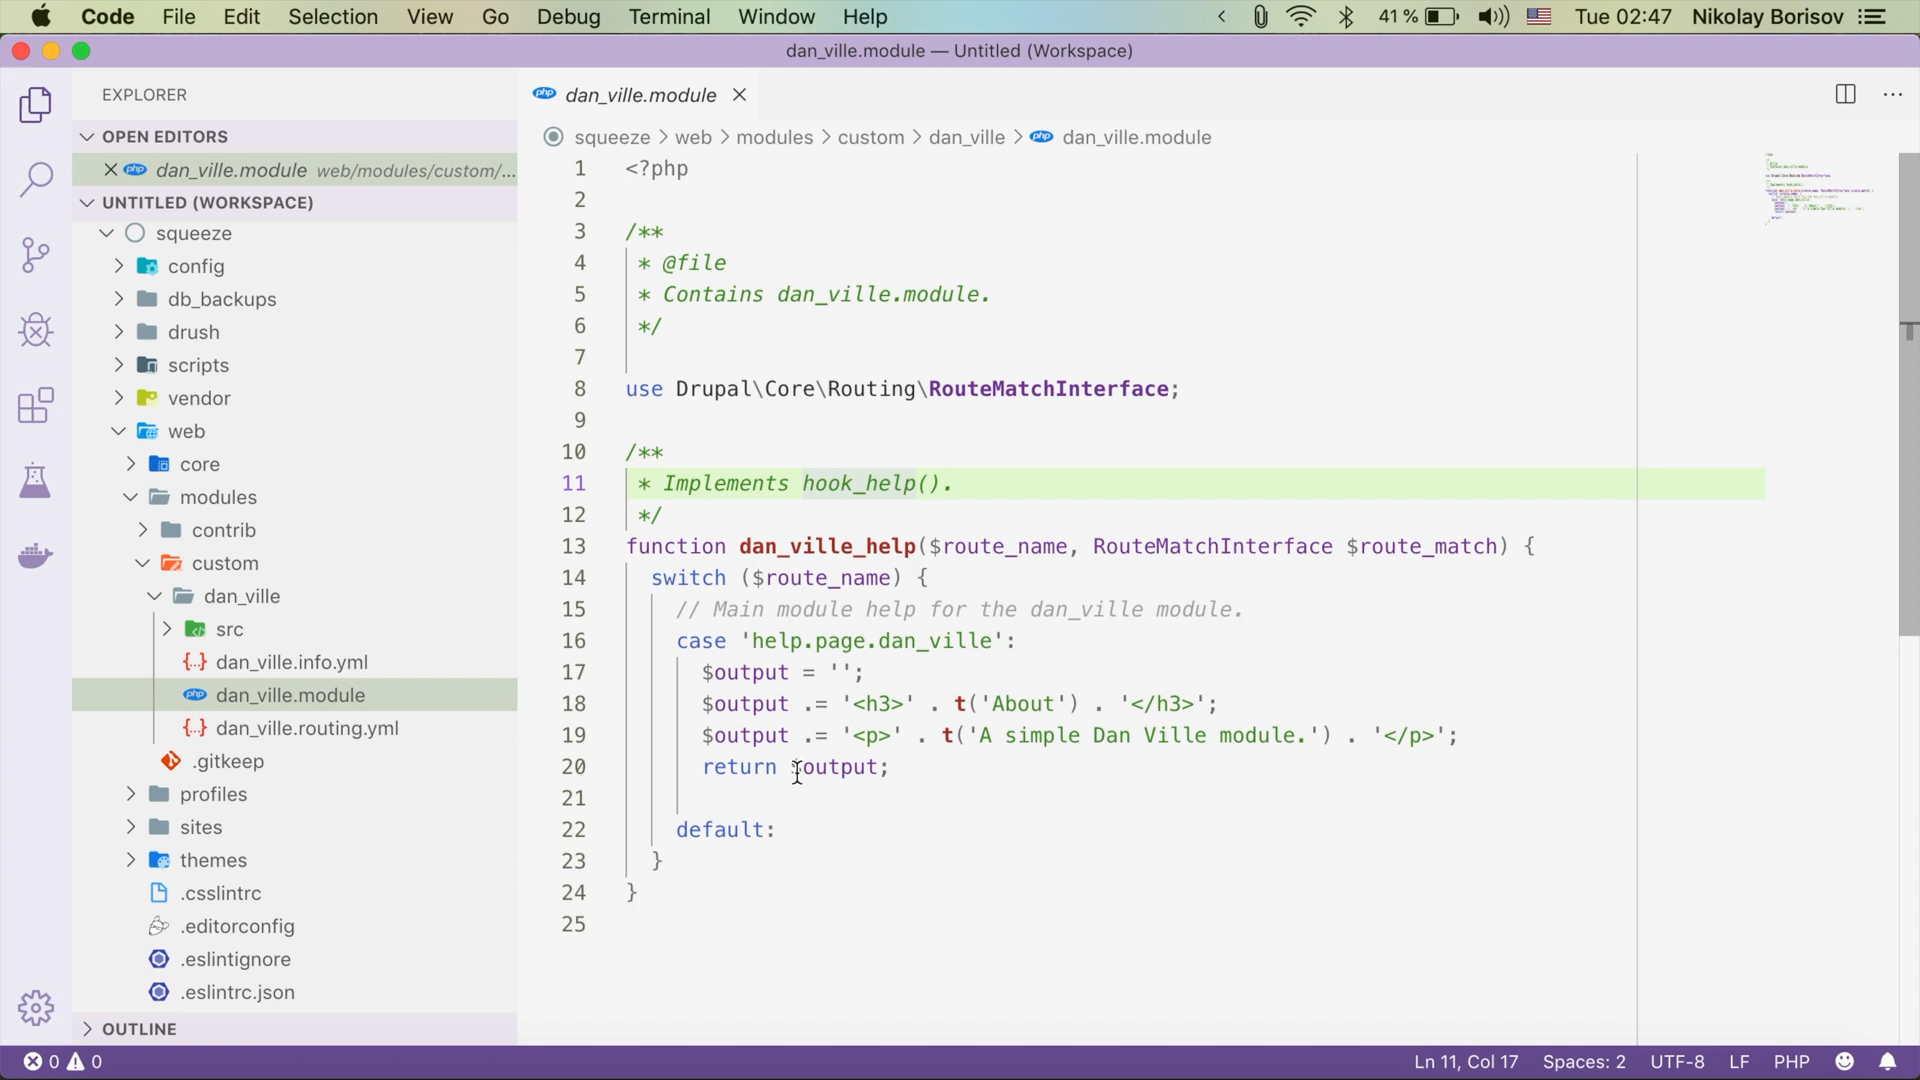 Code File Edit Selection View Go Debug Terminal Window Help 41 % Tue 02:47 Nikolay Borisov
dan_ville.module — Untitled (Workspace)
EXPLORER
OPEN EDITORS
dan_ville.module web/modules/custom/...
UNTITLED (WORKSPACE)
squeeze
config
db_backups
drush
scripts
vendor
web
core
modules
contrib
custom
dan_ville
src
dan_ville.info.yml
dan_ville.module
dan_ville.routing.yml
.gitkeep
profiles
sites
themes
.csslintrc
.editorconfig
.eslintignore
.eslintrc.json
OUTLINE
php dan_ville.module
squeeze > web > modules > custom > dan_ville > php dan_ville.module
1 <?php
2
3 /**
4 * @file
5 * Contains dan_ville.module.
6 */
7
8 use Drupal\Core\Routing\RouteMatchInterface;
9
10 /**
11 * Implements hook_help().
12 */
13 function dan_ville_help($route_name, RouteMatchInterface $route_match) {
14 switch ($route_name) {
15 // Main module help for the dan_ville module.
16 case 'help.page.dan_ville':
17 $output = '';
18 $output .= '<h3>' . t('About') . '</h3>';
19 $output .= '<p>' . t('A simple Dan Ville module.') . '</p>';
20 return $output;
21
22 default:
23 }
24 }
25
0 0 Ln 11, Col 17 Spaces: 2 UTF-8 LF PHP